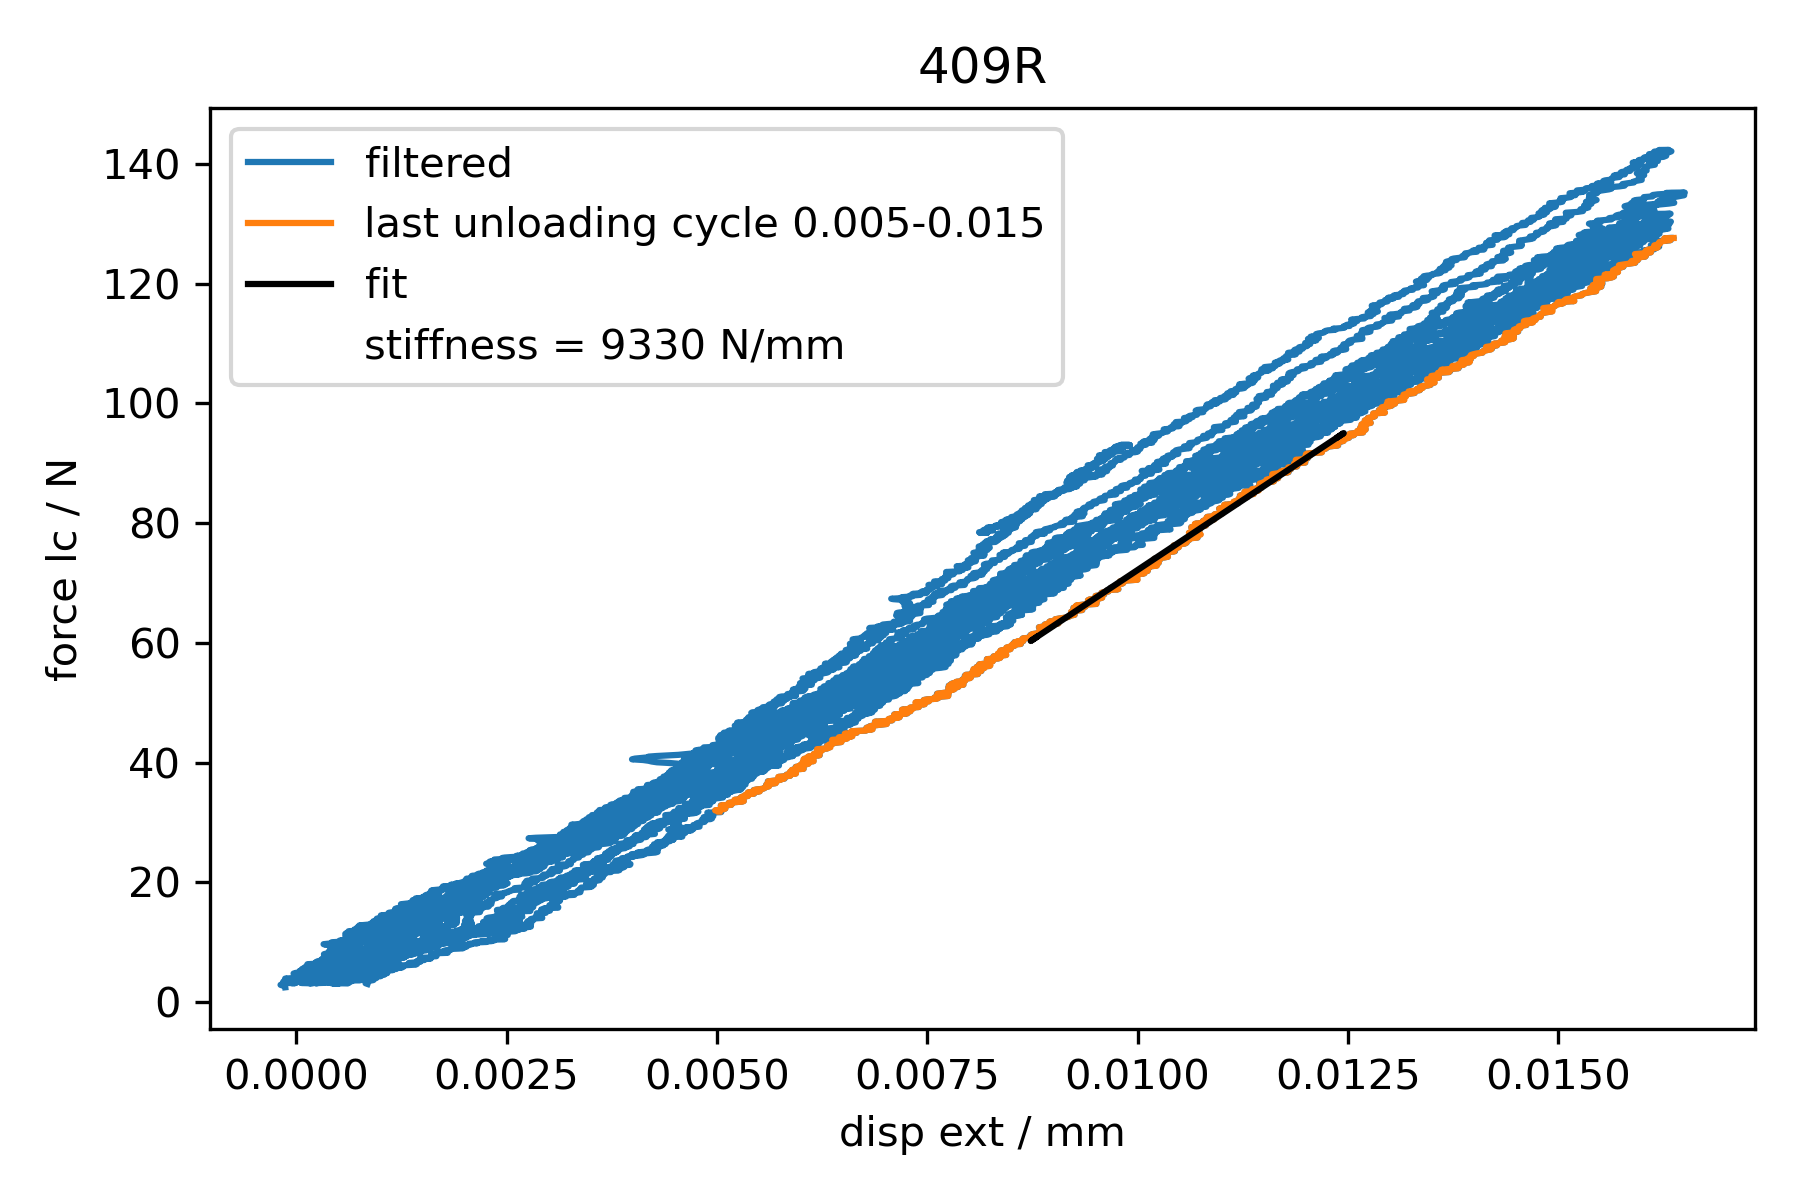 409R
filtered
last unloading cycle 0.005-0.015
fit
stiffness = 9330 N/mm
140
120
100
80
60
40
20
0
force lc / N
0.0000 0.0025 0.0050 0.0075 0.0100 0.0125 0.0150
disp ext / mm